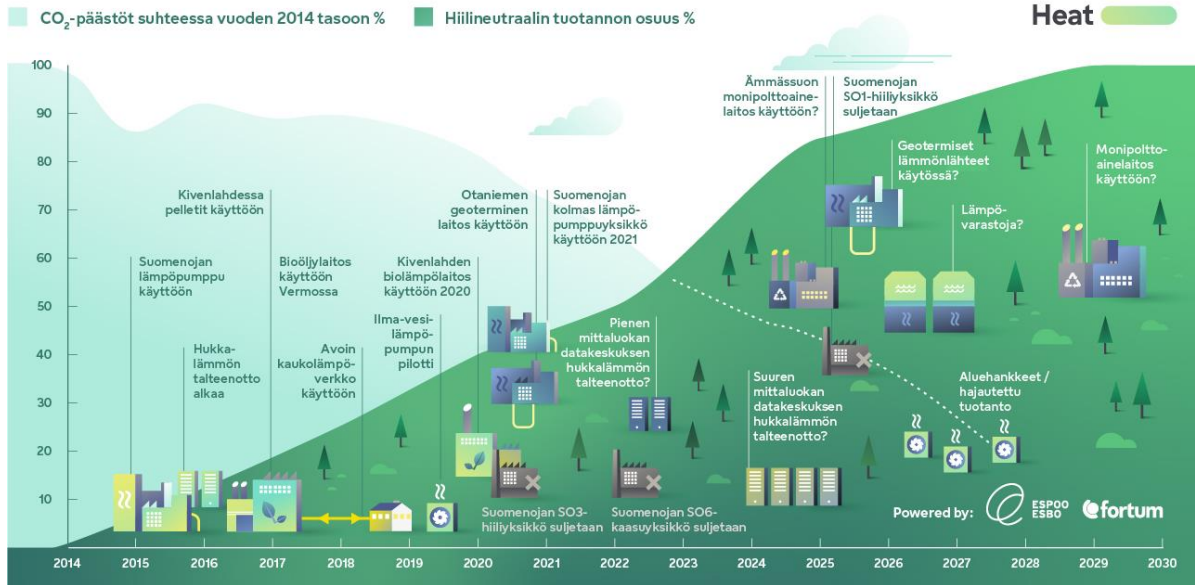 CO₂-päästöt suhteessa vuoden 2014 tasoon %
Hiilineutraalin tuotannon osuus %
Heat
100
90
80
70
60
50
40
30
20
10
Ämmässuon
monipolttoaine-
laitos käyttöön?
Suomenojan
SO1-hiiliyksikkö
suljetaan
Geotermiset
lämmönlähteet
käytössä?
Monipoltto-
ainelaitos
käyttöön?
Kivenlahdessa
pelletit käyttöön
Otaniemen
geoterminen
laitos käyttöön
Suomenojan
kolmas lämpö-
pumppuyksikkö
käyttöön 2021
Lämpö-
varastoja?
Suomenojan
lämpöpumppu
käyttöön
Bioöljylaitos
käyttöön
Vermossa
Kivenlahden
biolämpölaitos
käyttöön 2020
Ilma-vesi-
lämpö-
pumpun
pilotti
Pienen
mittaluokan
datakeskuksen
hukkalämmön
talteenotto?
Hukka-
lämmön
talteenotto
alkaa
Avoin
kaukolämpö-
verkko
käyttöön
Suuren
mittaluokan
datakeskuksen
hukkalämmön
talteenotto?
Aluehankkeet /
hajautettu
tuotanto
Suomenojan SO3-
hiiliyksikkö suljetaan
Suomenojan SO6-
kaasuyksikkö suljetaan
Powered by:
ESPOO
ESBO
fortum
2014
2015
2016
2017
2018
2019
2020
2021
2022
2023
2024
2025
2026
2027
2028
2029
2030